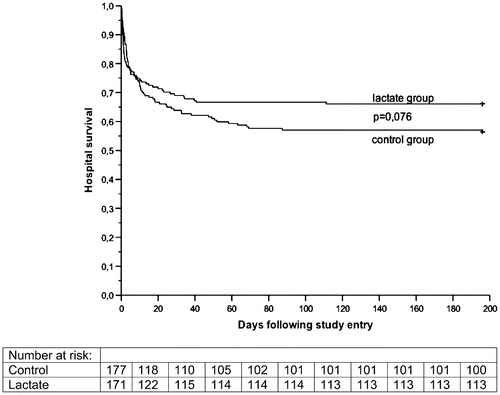 1,0
0,9
0,8
0,7
0,6
0,5
0,4
0,3
0,2
0,1
0,0
Hospital survival
lactate group
p=0,076
control group
0 20 40 60 80 100 120 140 160 180 200
Days following study entry
Number at risk:
Control 177 118 110 105 102 101 101 101 101 101 100
Lactate 171 122 115 114 114 114 113 113 113 113 113